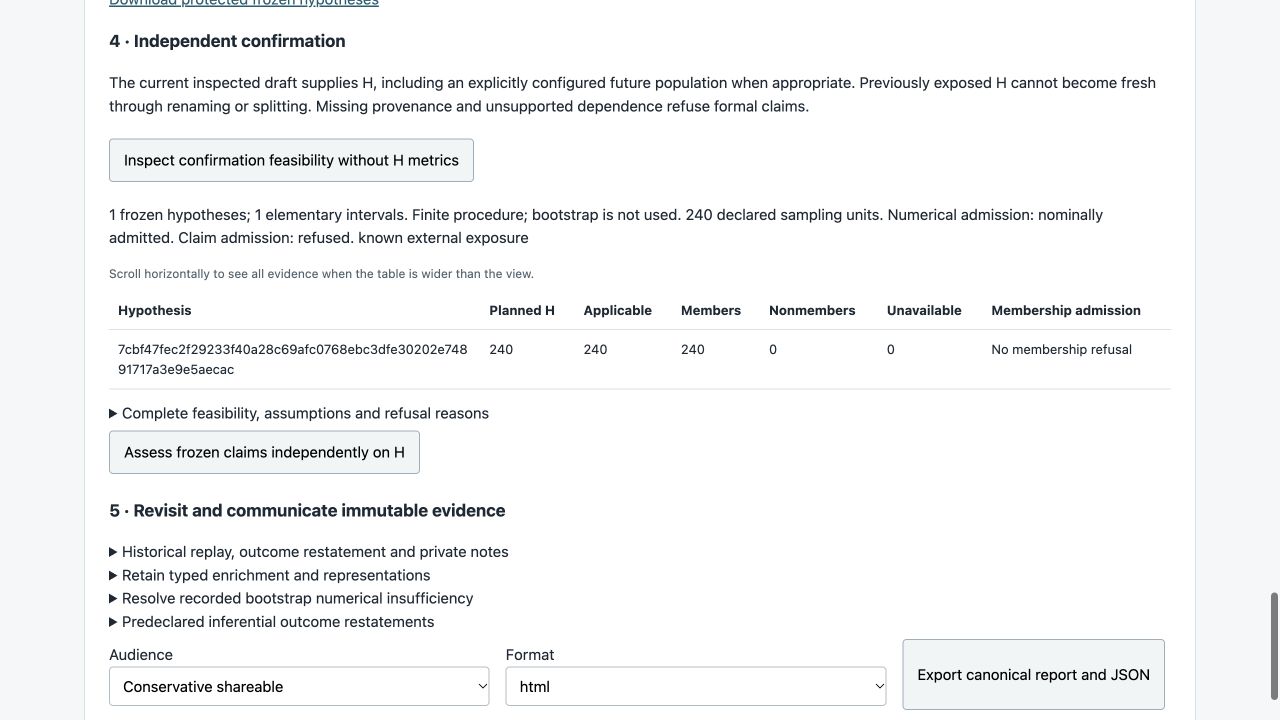 Download protected frozen hypotheses
4 · Independent confirmation
The current inspected draft supplies H, including an explicitly configured future population when appropriate. Previously exposed H cannot become fresh
through renaming or splitting. Missing provenance and unsupported dependence refuse formal claims.
Inspect confirmation feasibility without H metrics
1 frozen hypotheses; 1 elementary intervals. Finite procedure; bootstrap is not used. 240 declared sampling units. Numerical admission: nominally
admitted. Claim admission: refused. known external exposure
Scroll horizontally to see all evidence when the table is wider than the view.
Hypothesis Planned H Applicable Members Nonmembers Unavailable Membership admission
7cbf47fec2f29233f40a28c69afc0768ebc3dfe30202e748 240 240 240 0 0 No membership refusal
91717a3e9e5aecac
▶ Complete feasibility, assumptions and refusal reasons
Assess frozen claims independently on H
5 · Revisit and communicate immutable evidence
▶ Historical replay, outcome restatement and private notes
▶ Retain typed enrichment and representations
▶ Resolve recorded bootstrap numerical insufficiency
▶ Predeclared inferential outcome restatements
Audience Format
Conservative shareable html Export canonical report and JSON